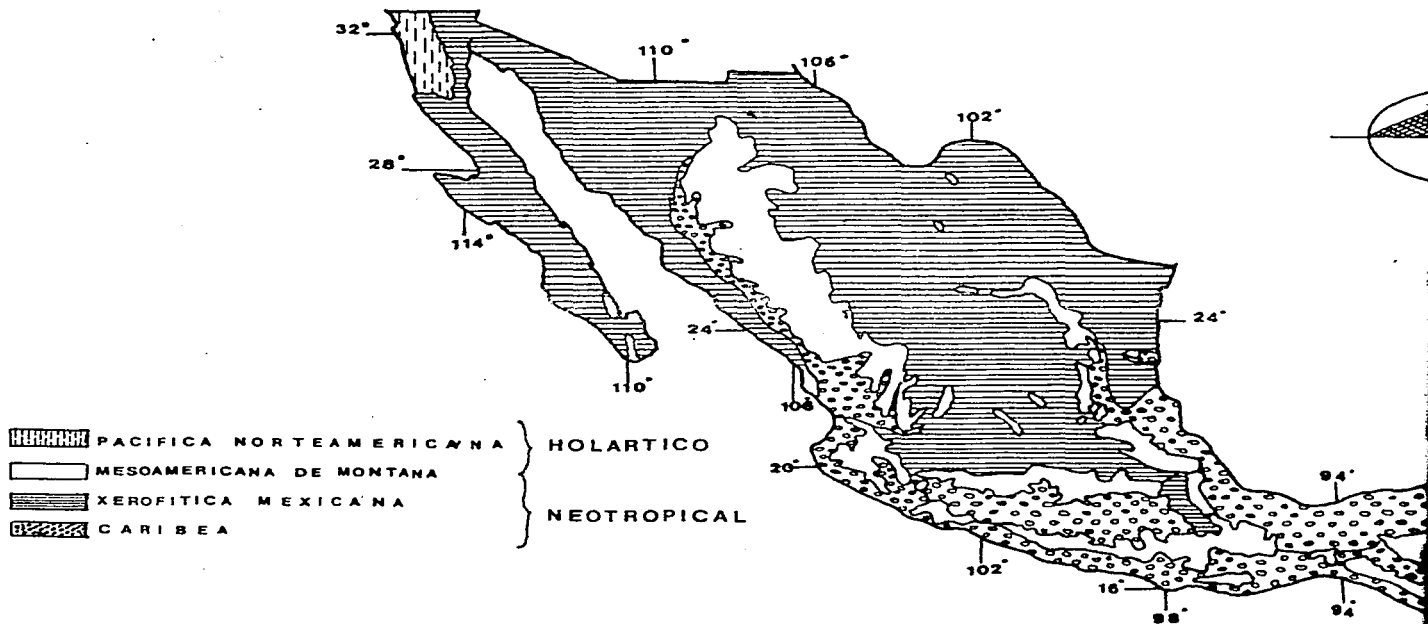 32°
110°
106°
102°
28°
114°
24°
24°
110°
106°
20°
94°
102°
16°
98°
94°
PACIFICA NORTEAMERICANA
HOLARTICO
MESOAMERICANA DE MONTANA
XEROFITICA MEXICANA
NEOTROPICAL
CARIBEA